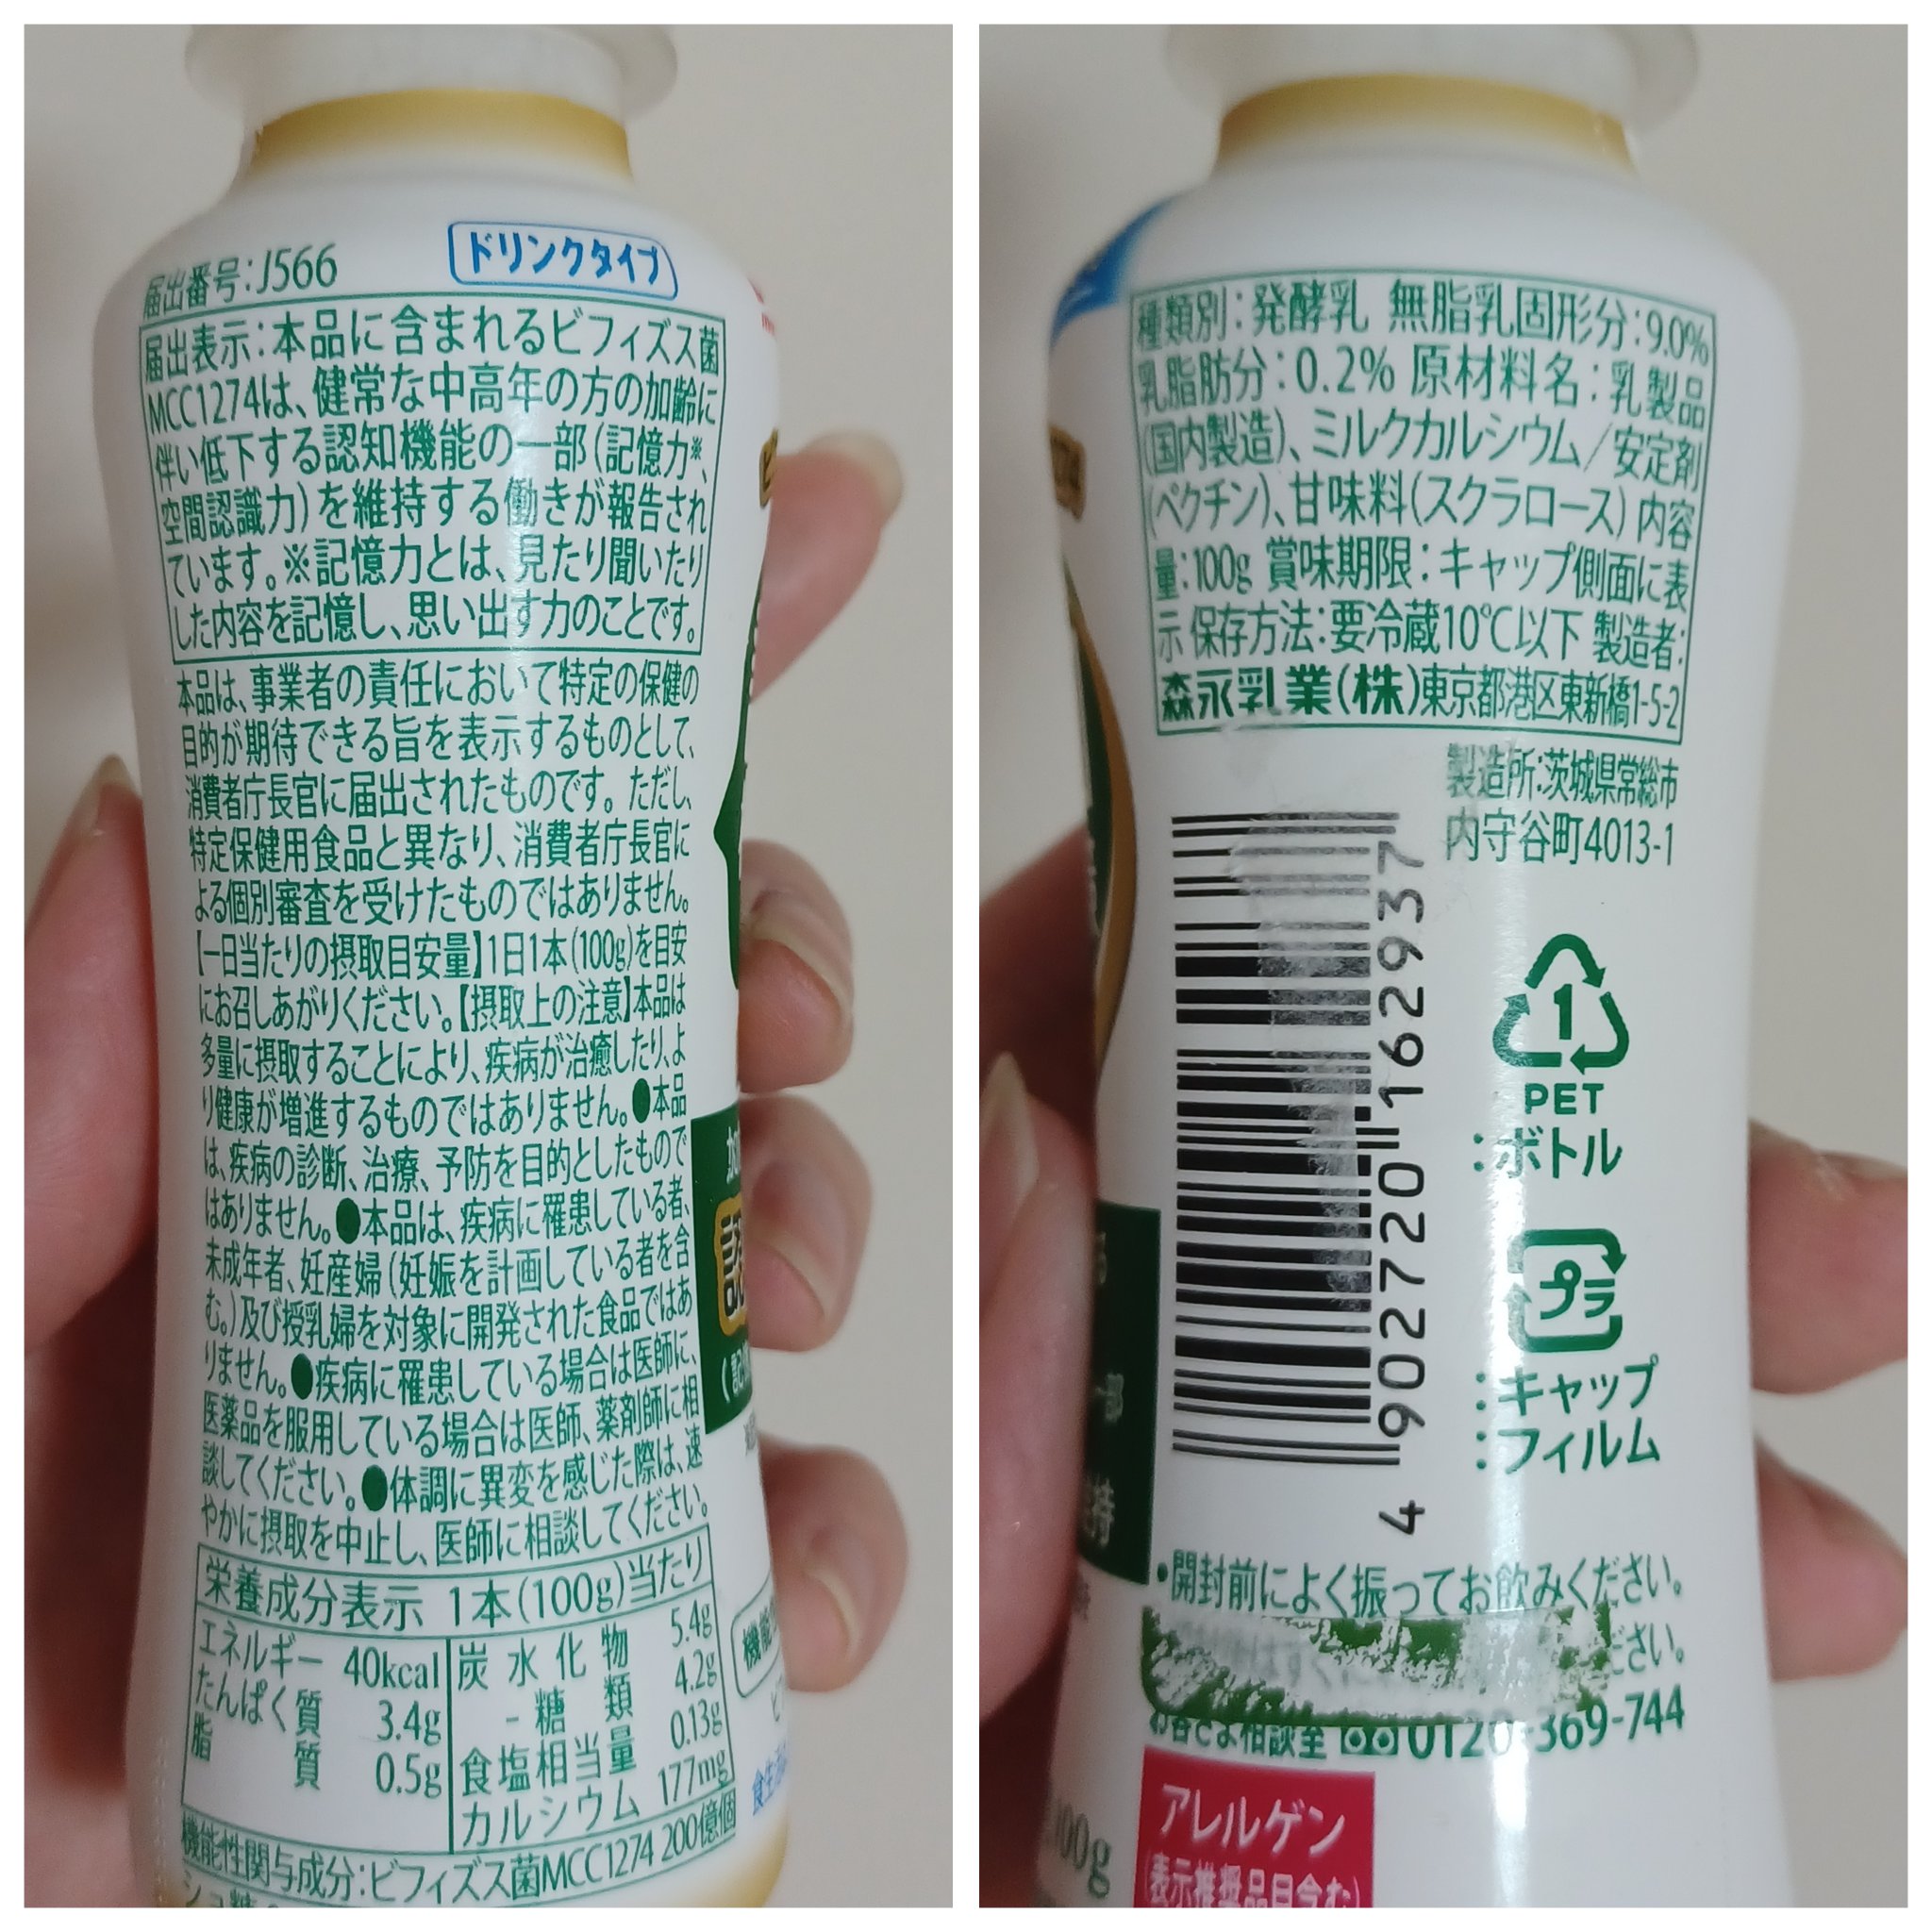 届出番号:J566
ドリンクタイプ
届出表示:本品に含まれるビフィズス菌
MCC1274は、健常な中高年の方の加齢に
伴い低下する認知機能の一部(記憶力※、
空間認識力)を維持する働きが報告され
ています。※記憶力とは、見たり聞いたり
した内容を記憶し、思い出す力のことです。
本品は、事業者の責任において特定の保健の
目的が期待できる旨を表示するものとして、
消費者庁長官に届出されたものです。ただし、
特定保健用食品と異なり、消費者庁長官に
よる個別審査を受けたものではありません。
【一日当たりの摂取目安量】1日1本(100g)を目安
にお召しあがりください。【摂取上の注意】本品は
多量に摂取することにより、疾病が治癒したり、よ
り健康が増進するものではありません。●本品
は、疾病の診断、治療、予防を目的としたもので
はありません。●本品は、疾病に罹患している者、
未成年者、妊産婦(妊娠を計画している者を含
む。)及び授乳婦を対象に開発された食品ではあ
りません。●疾病に罹患している場合は医師に、
医薬品を服用している場合は医師、薬剤師に相
談してください。●体調に異変を感じた際は、速
やかに摂取を中止し、医師に相談してください。
栄養成分表示 1本(100g)当たり
エネルギー 40kcal
たんぱく質 3.4g
脂質 0.5g
炭水化物 5.4g
-糖類 4.2g
食塩相当量 0.13g
カルシウム 177mg
機能性関与成分:ビフィズス菌MCC1274 200億個
種類別:発酵乳 無脂乳固形分:9.0%
乳脂肪分:0.2% 原材料名:乳製品
(国内製造)、ミルクカルシウム/安定剤
(ペクチン)、甘味料(スクラロース) 内容
量:100g 賞味期限:キャップ側面に表
示 保存方法:要冷蔵10℃以下 製造者:
森永乳業(株)東京都港区東新橋1-5-2
製造所:茨城県常総市
内守谷町4013-1
4 902720 162937
1
PET
:ボトル
プラ
:キャップ
:フィルム
•開封前によく振ってお飲みください。
ださい。
お客さま相談室 0120-369-744
100g
アレルゲン
(表示推奨品目含む)